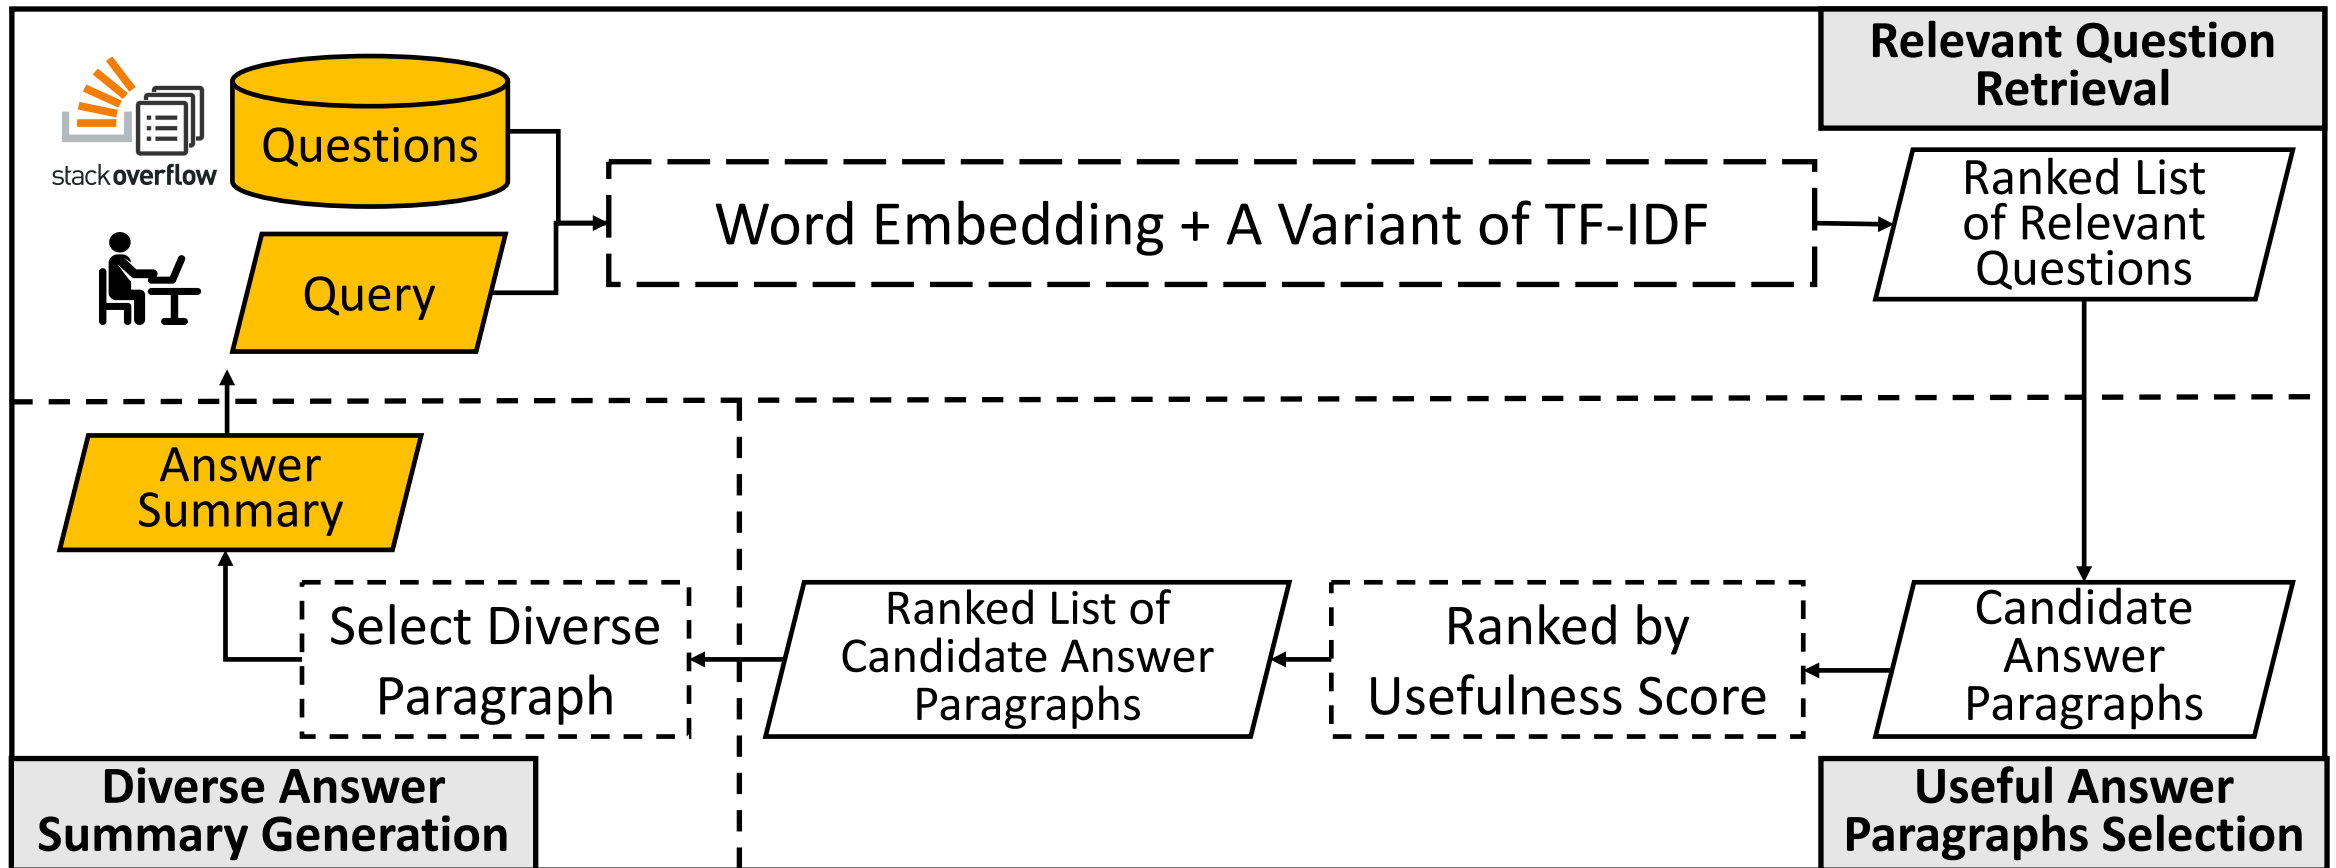 Relevant Question
Retrieval
Questions
stackoverflow
Word Embedding + A Variant of TF-IDF
Ranked List
of Relevant
Questions
Query
Answer
Summary
Select Diverse
Paragraph
Ranked List of
Candidate Answer
Paragraphs
Ranked by
Usefulness Score
Candidate
Answer
Paragraphs
Diverse Answer
Summary Generation
Useful Answer
Paragraphs Selection